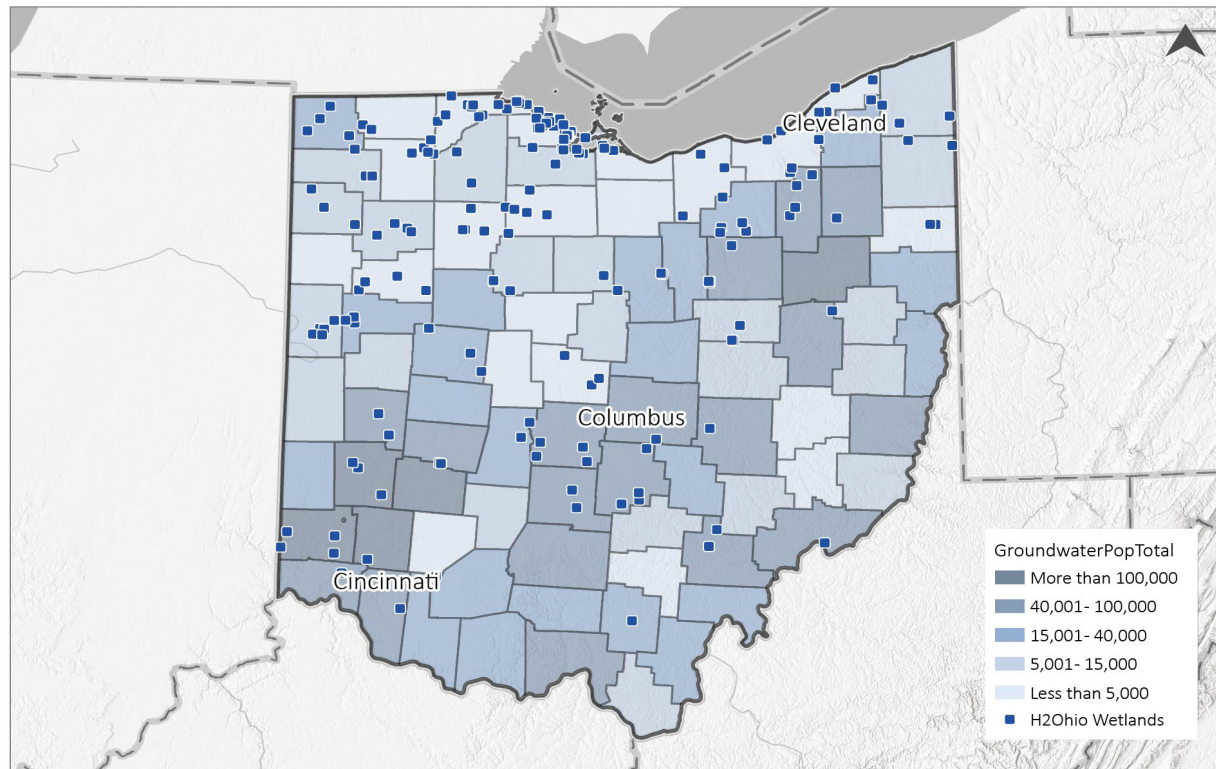 Cleveland
Columbus
Cincinnati
GroundwaterPopTotal
More than 100,000
40,001- 100,000
15,001- 40,000
5,001- 15,000
Less than 5,000
H2Ohio Wetlands